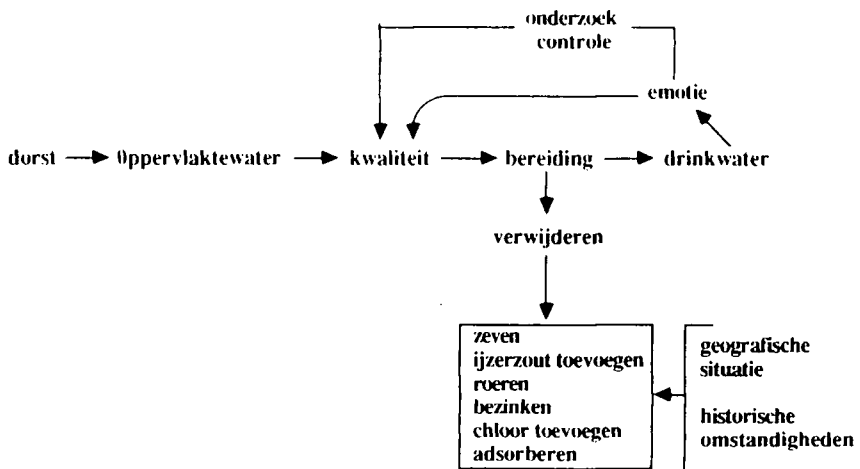 onderzoek
controle
emotie
dorst
Oppervlaktewater
kwaliteit
bereiding
drinkwater
verwijderen
zeven
ijzerzout toevoegen
roeren
bezinken
chloor toevoegen
adsorberen
geografische
situatie
historische
omstandigheden